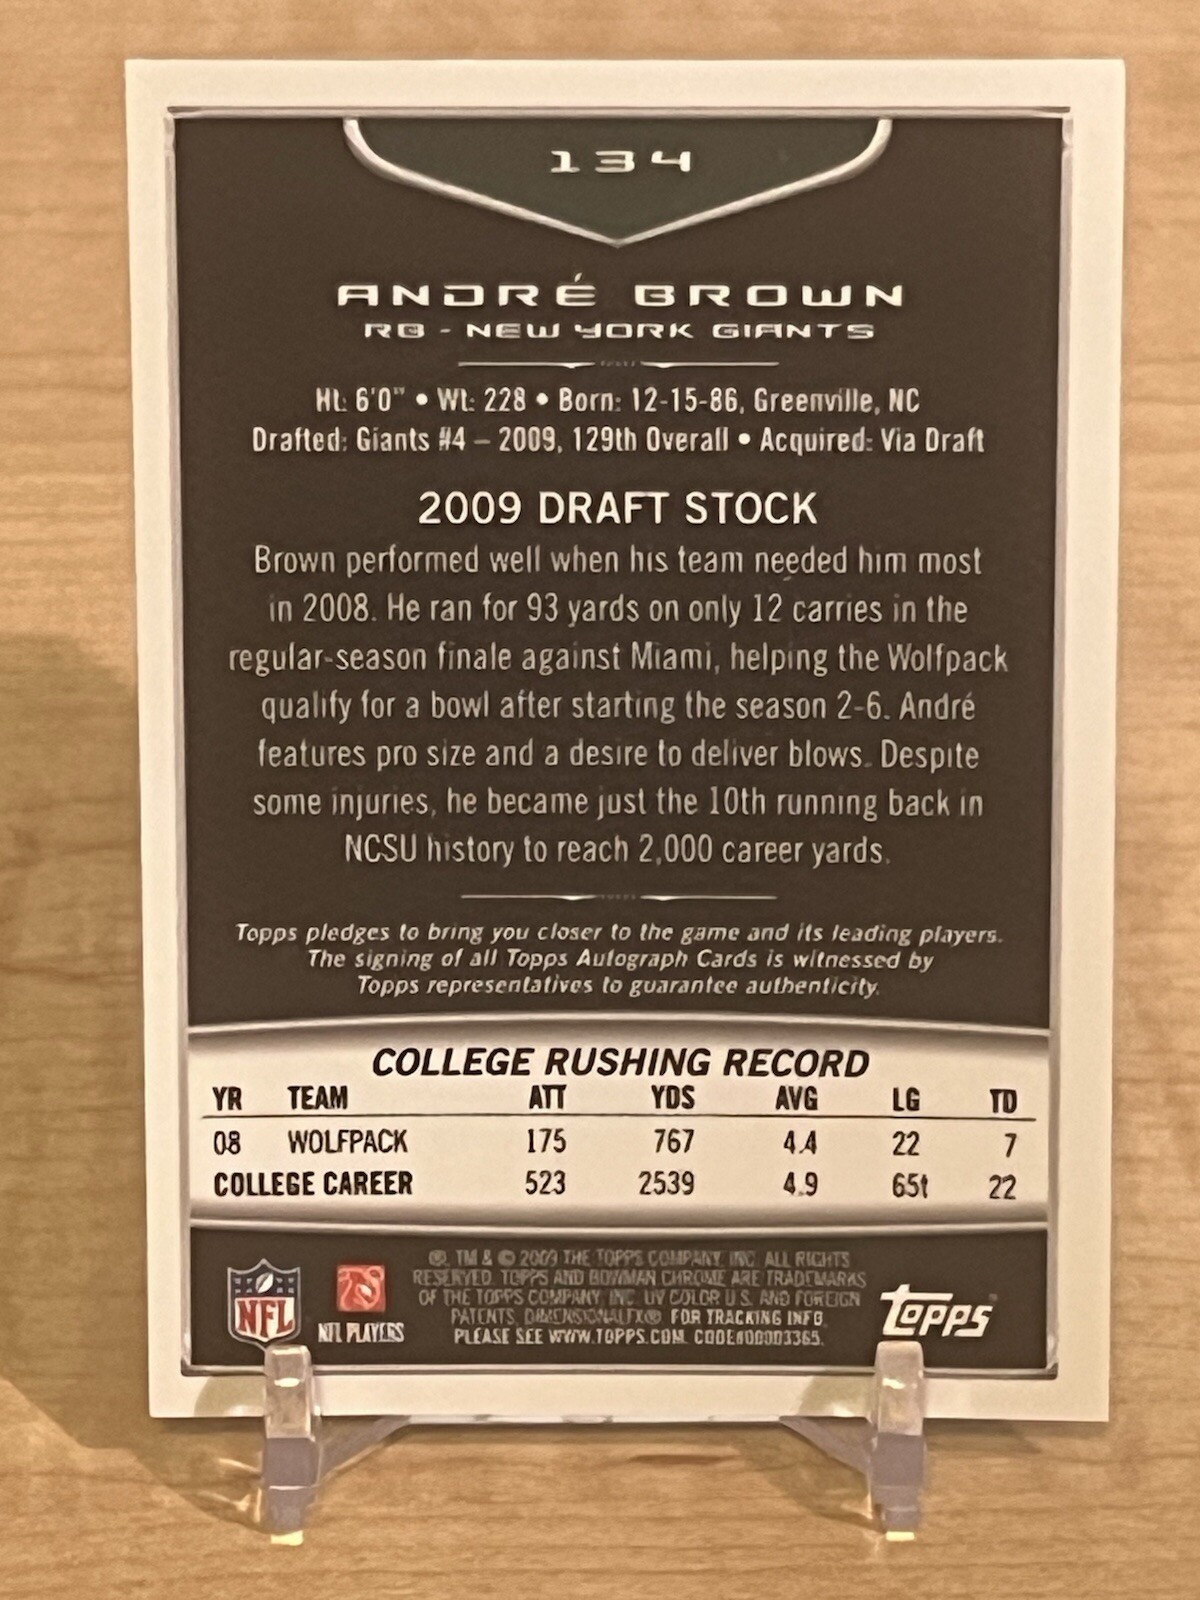 134
ANDRÉ BROWN
RB - NEW YORK GIANTS
Ht: 6'0" • Wt: 228 • Born: 12-15-86, Greenville, NC
Drafted: Giants #4 – 2009, 129th Overall • Acquired: Via Draft
2009 DRAFT STOCK
Brown performed well when his team needed him most
in 2008. He ran for 93 yards on only 12 carries in the
regular-season finale against Miami, helping the Wolfpack
qualify for a bowl after starting the season 2-6. André
features pro size and a desire to deliver blows. Despite
some injuries, he became just the 10th running back in
NCSU history to reach 2,000 career yards.
Topps pledges to bring you closer to the game and its leading players.
The signing of all Topps Autograph Cards is witnessed by
Topps representatives to guarantee authenticity.
COLLEGE RUSHING RECORD
YR TEAM ATT YDS AVG LG TD
08 WOLFPACK 175 767 4.4 22 7
COLLEGE CAREER 523 2539 4.9 65t 22
®, TM & © 2009 THE TOPPS COMPANY, INC. ALL RIGHTS
RESERVED. TOPPS AND BOWMAN CHROME ARE TRADEMARKS
OF THE TOPPS COMPANY, INC. UV COLOR U.S. AND FOREIGN
PATENTS, DIMENSIONALFX® FOR TRACKING INFO
PLEASE SEE WWW.TOPPS.COM. CODE#00003365.
NFL
NFL PLAYERS
topps